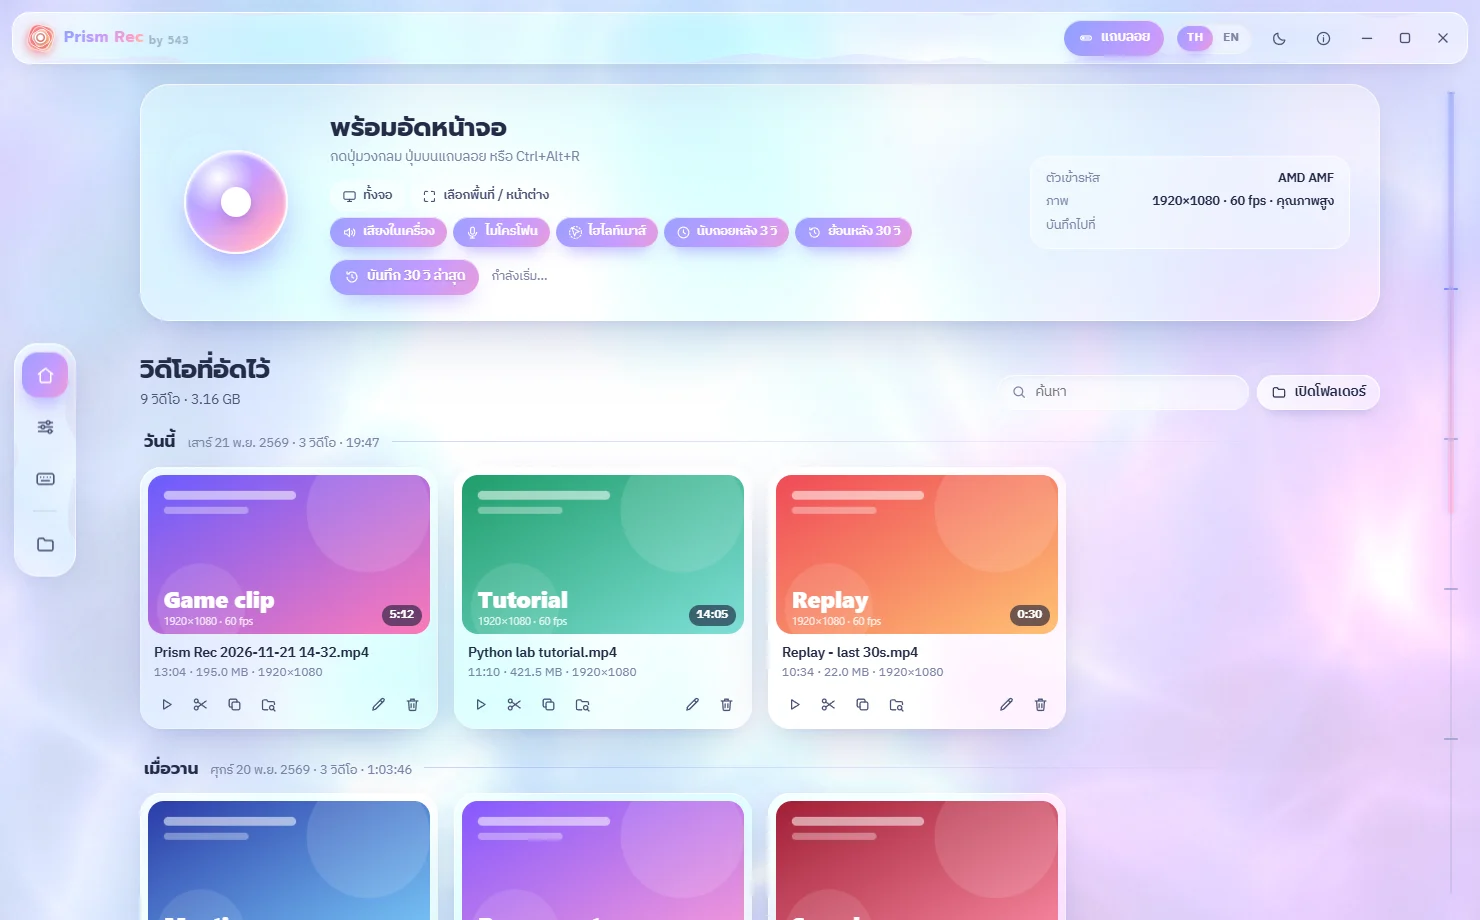 Prism Rec by 543
แถบลอย
TH EN
พร้อมอัดหน้าจอ
กดปุ่มวงกลม ปุ่มบนแถบลอย หรือ Ctrl+Alt+R
ทั้งจอ
เลือกพื้นที่ / หน้าต่าง
เสียงในเครื่อง
ไมโครโฟน
ไฮไลท์เมาส์
นับถอยหลัง 3 วิ
ย้อนหลัง 30 วิ
บันทึก 30 วิ ล่าสุด
กำลังเริ่ม...
ตัวเข้ารหัส AMD AMF
ภาพ 1920×1080 · 60 fps · คุณภาพสูง
บันทึกไปที่
วิดีโอที่อัดไว้
9 วิดีโอ · 3.16 GB
ค้นหา
เปิดโฟลเดอร์
วันนี้ เสาร์ 21 พ.ย. 2569 · 3 วิดีโอ · 19:47
Game clip
1920×1080 · 60 fps
5:12
Prism Rec 2026-11-21 14-32.mp4
13:04 · 195.0 MB · 1920×1080
Tutorial
1920×1080 · 60 fps
14:05
Python lab tutorial.mp4
11:10 · 421.5 MB · 1920×1080
Replay
1920×1080 · 60 fps
0:30
Replay - last 30s.mp4
10:34 · 22.0 MB · 1920×1080
เมื่อวาน ศุกร์ 20 พ.ย. 2569 · 3 วิดีโอ · 1:03:46